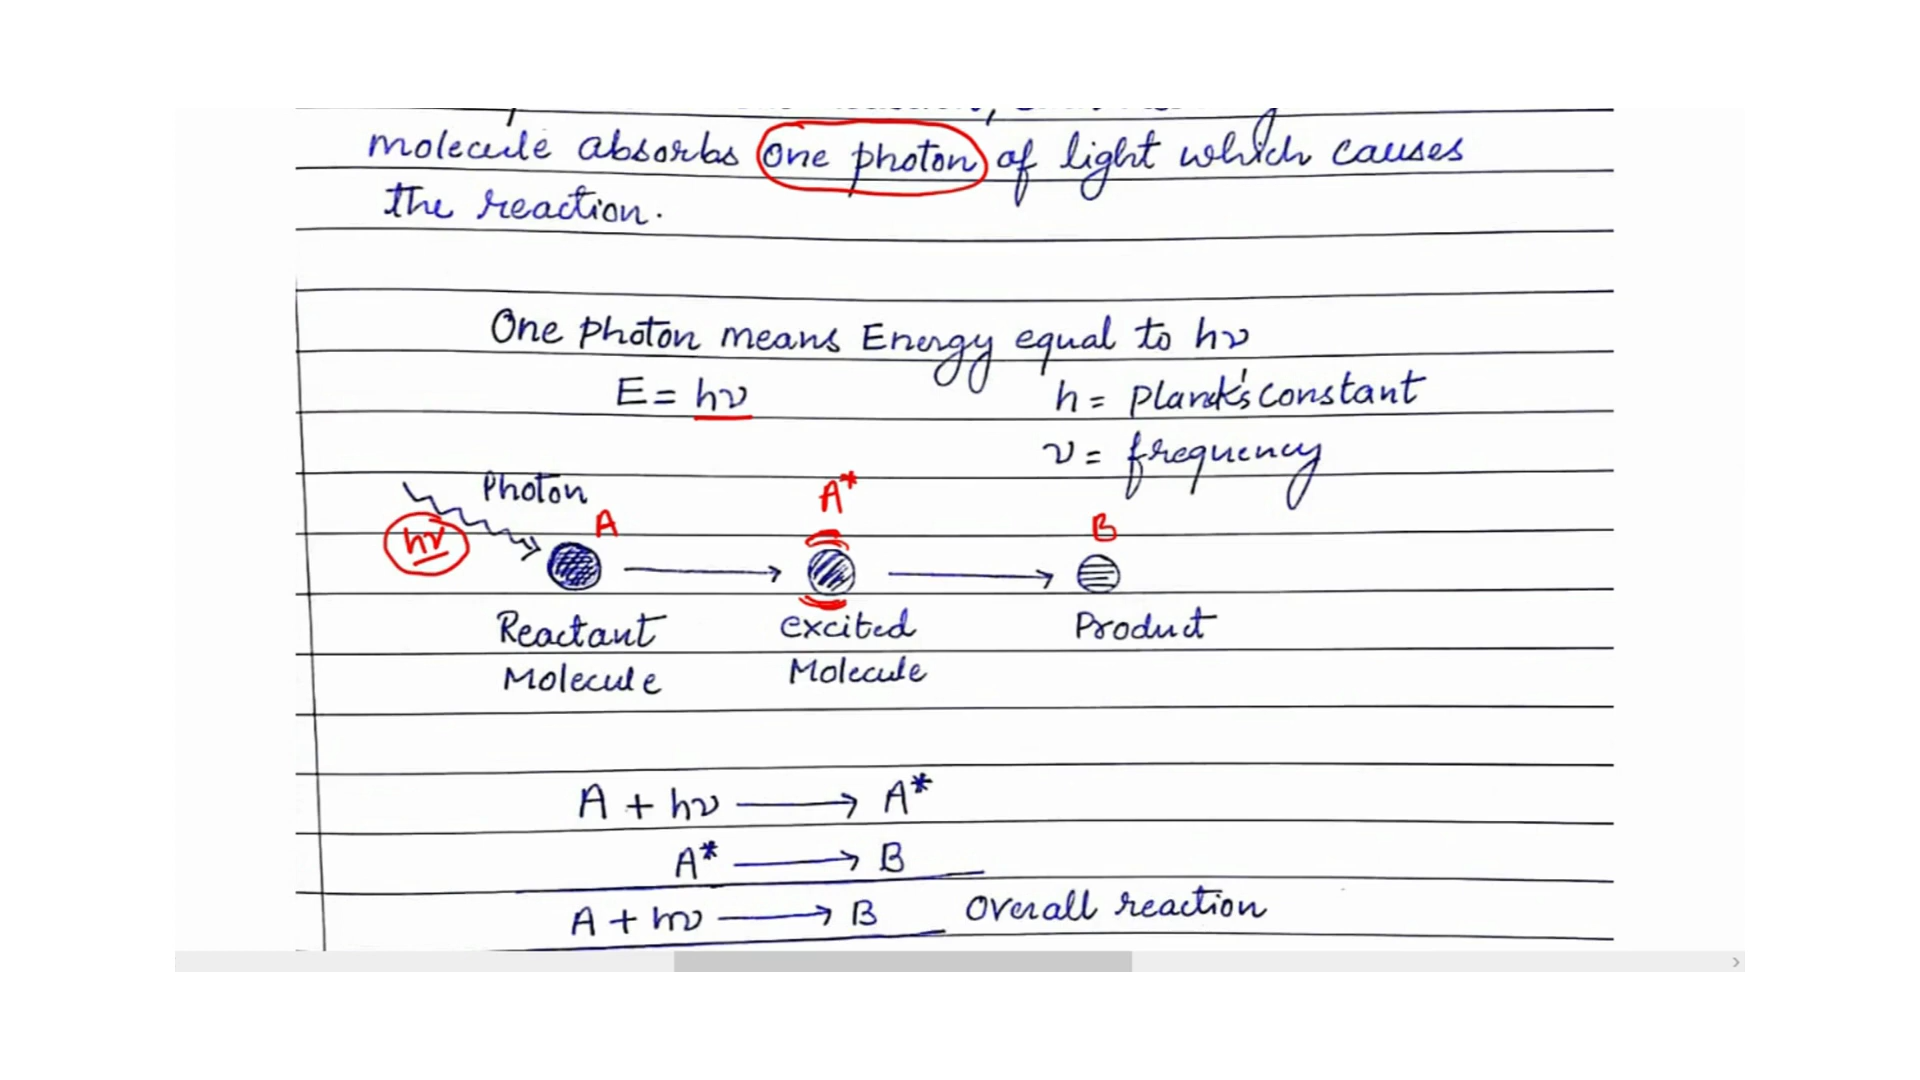 molecule absorbs one photon of light which causes
the reaction.
One Photon means Energy equal to hν
E = hν h = Planck's constant
ν = frequency
Photon A A* B
hν
Reactant excited Product
Molecule Molecule
A + hν ⟶ A*
A* ⟶ B
A + hν ⟶ B Overall reaction